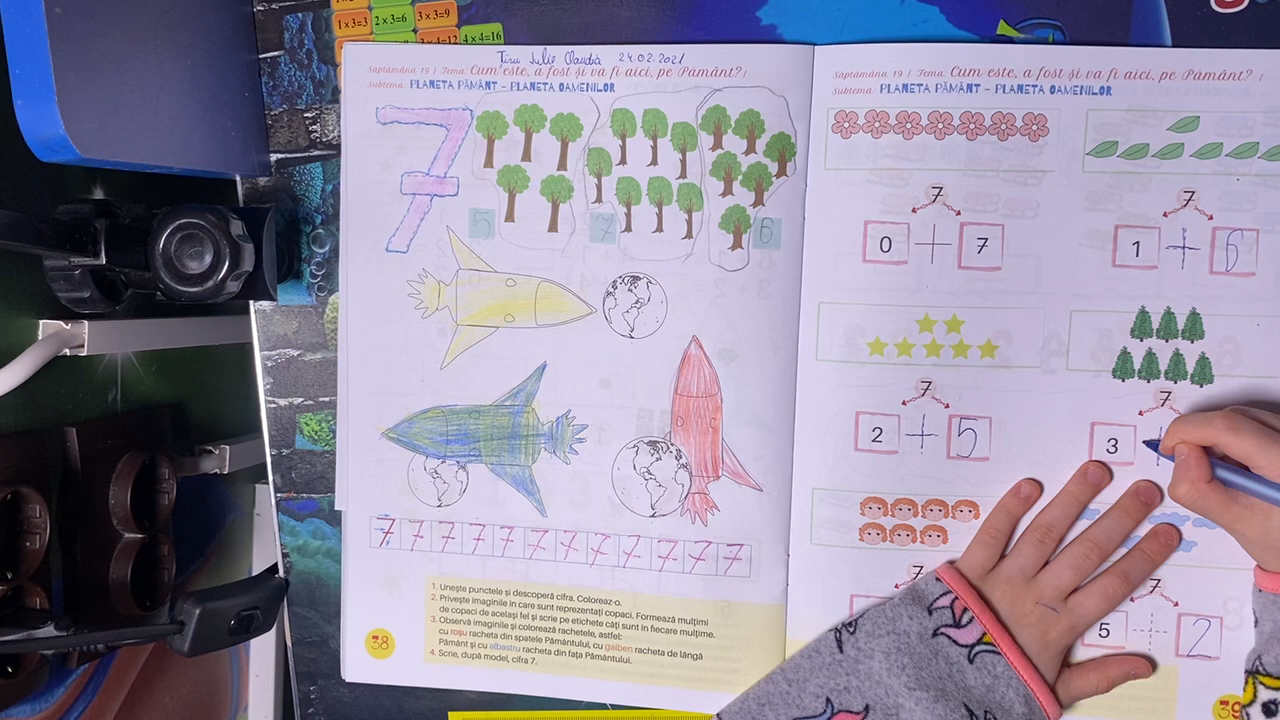 1 x 3=3 2 x 3=6 3 x 3=9
3 x 4=12 4 x 4=16
Țîru Iulie Claudia 24.02.2021
Săptămâna 19 / Tema: Cum este, a fost și va fi aici, pe Pământ? /
Subtema: PLANETA PĂMÂNT - PLANETA OAMENILOR
7
5 7 6
7 7 7 7 7 7 7 7 7 7 7 7
1. Unește punctele și descoperă cifra. Colorează-o.
2. Privește imaginile în care sunt reprezentați copaci. Formează mulțimi
de copaci de același fel și scrie pe etichete câți sunt în fiecare mulțime.
3. Observă imaginile și colorează rachetele, astfel:
cu roșu racheta din spatele Pământului, cu galben racheta de lângă
Pământ și cu albastru racheta din fața Pământului.
4. Scrie, după model, cifra 7.
38
Săptămâna 19 / Tema: Cum este, a fost și va fi aici, pe Pământ? /
Subtema: PLANETA PĂMÂNT - PLANETA OAMENILOR
7 7
0 + 7 1 + 6
7 7
2 + 5 3
7 7
5 + 2
39